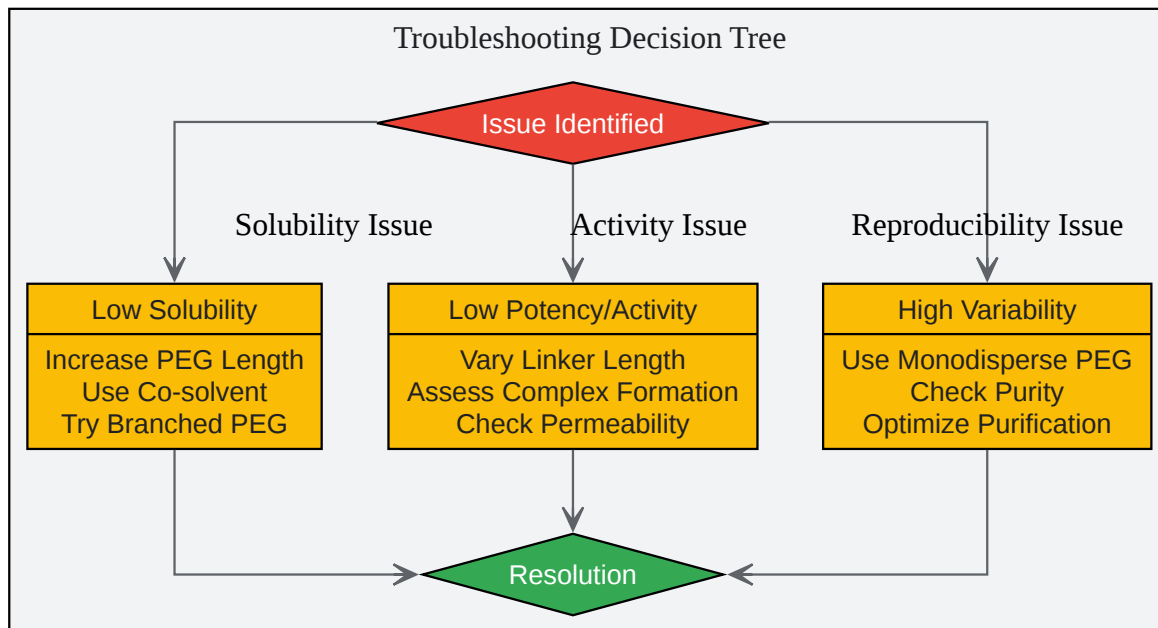 Troubleshooting Decision Tree
Issue Identified
Solubility Issue
Activity Issue
Reproducibility Issue
Low Solubility
Increase PEG Length
Use Co-solvent
Try Branched PEG
Low Potency/Activity
Vary Linker Length
Assess Complex Formation
Check Permeability
High Variability
Use Monodisperse PEG
Check Purity
Optimize Purification
Resolution